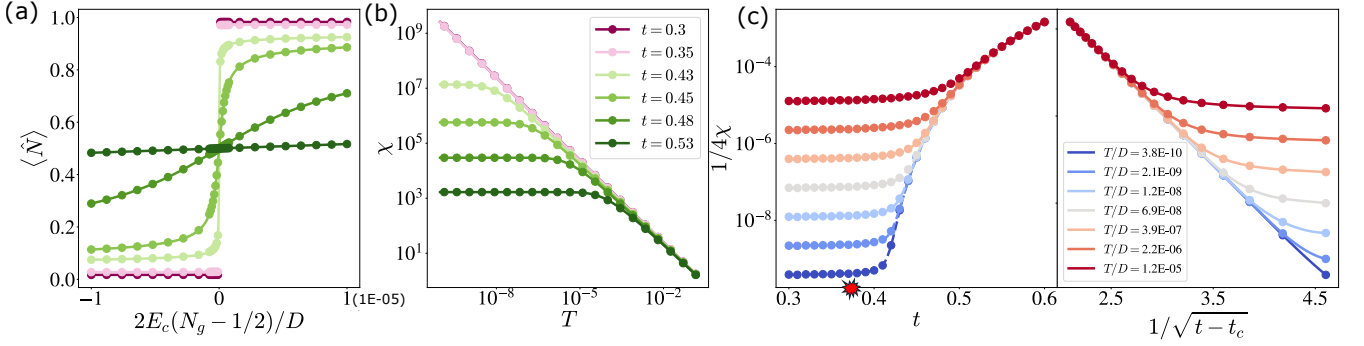 (a)
⟨N̂⟩
1.0
0.8
0.6
0.4
0.2
0.0
−1
0
1(1E-05)
2E_c(N_g − 1/2)/D
(b)
χ
10^9
10^7
10^5
10^3
10^1
10^−8
10^−5
10^−2
T
t = 0.3
t = 0.35
t = 0.43
t = 0.45
t = 0.48
t = 0.53
(c)
1/4χ
10^−4
10^−6
10^−8
0.3
0.4
0.5
0.6
t
T/D = 3.8E-10
T/D = 2.1E-09
T/D = 1.2E-08
T/D = 6.9E-08
T/D = 3.9E-07
T/D = 2.2E-06
T/D = 1.2E-05
2.5
3.6
4.5
1/√(t − t_c)